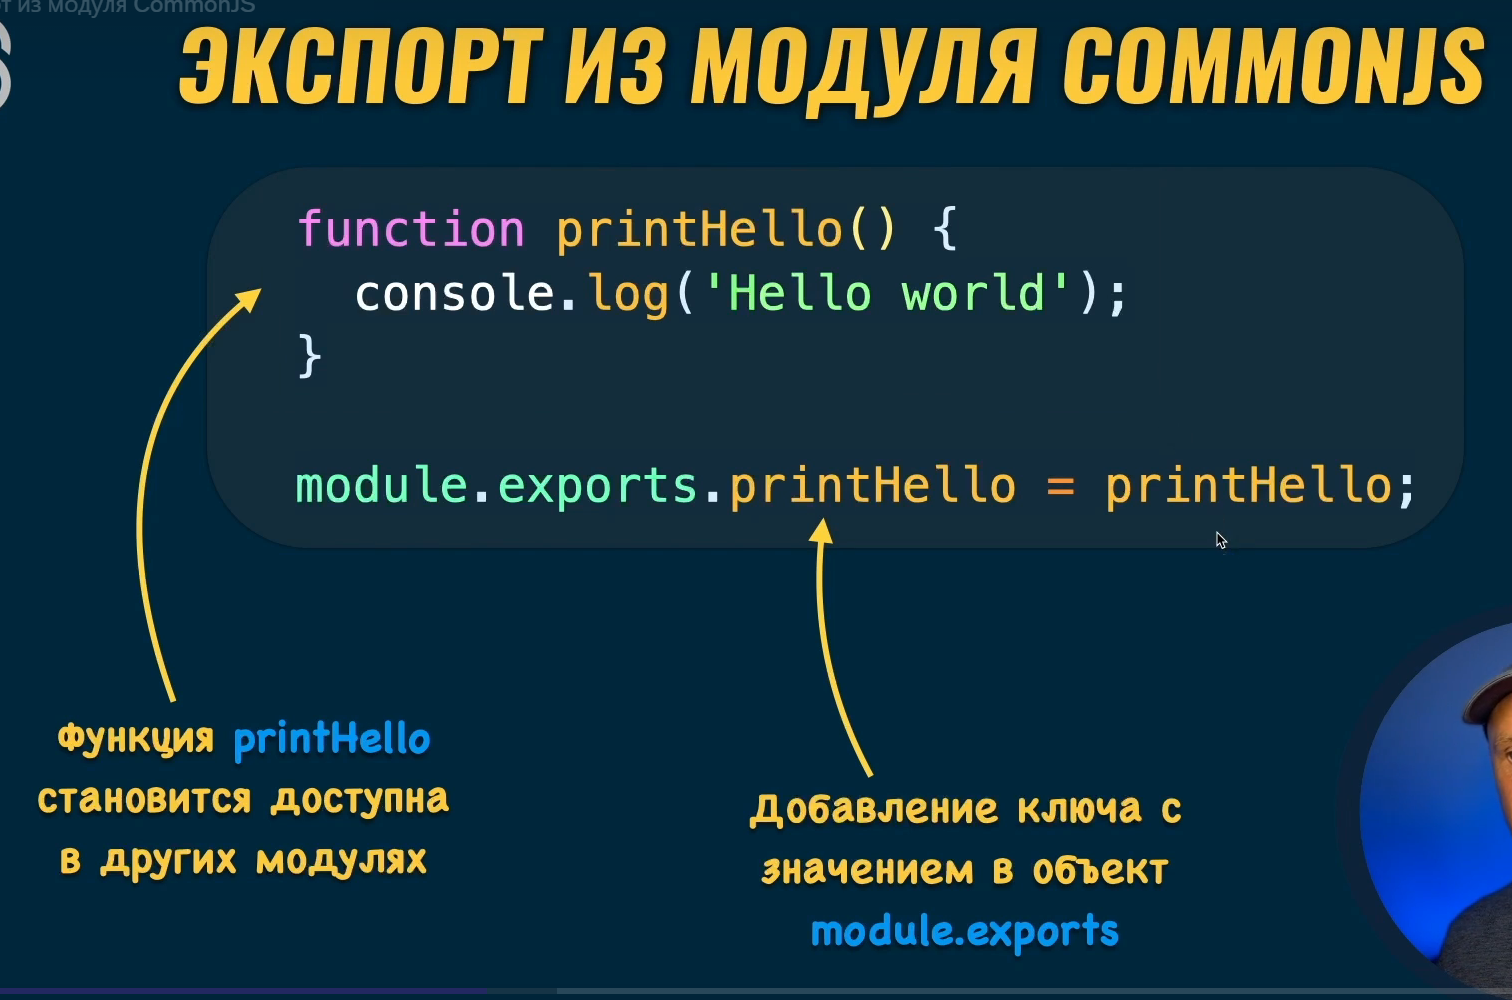 из модуля CommonJS
ЭКСПОРТ ИЗ МОДУЛЯ COMMONJS
function printHello() {
  console.log('Hello world');
}
module.exports.printHello = printHello;
Функция printHello
становится доступна
в других модулях
Добавление ключа с
значением в объект
module.exports